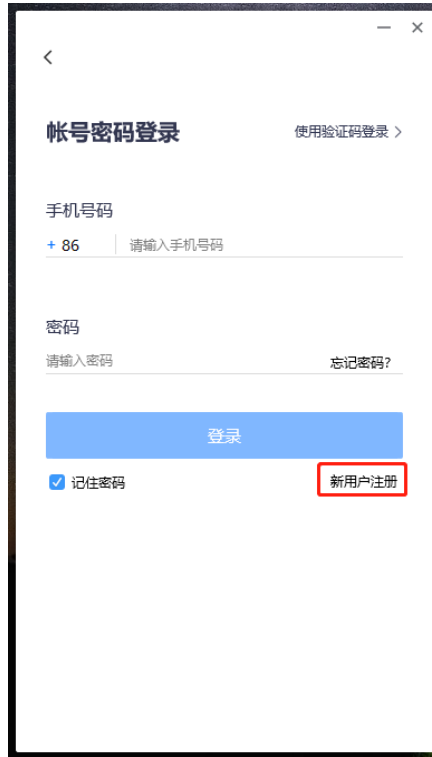 帐号密码登录
使用验证码登录 >
手机号码
+ 86 请输入手机号码
密码
请输入密码 忘记密码?
登录
记住密码 新用户注册